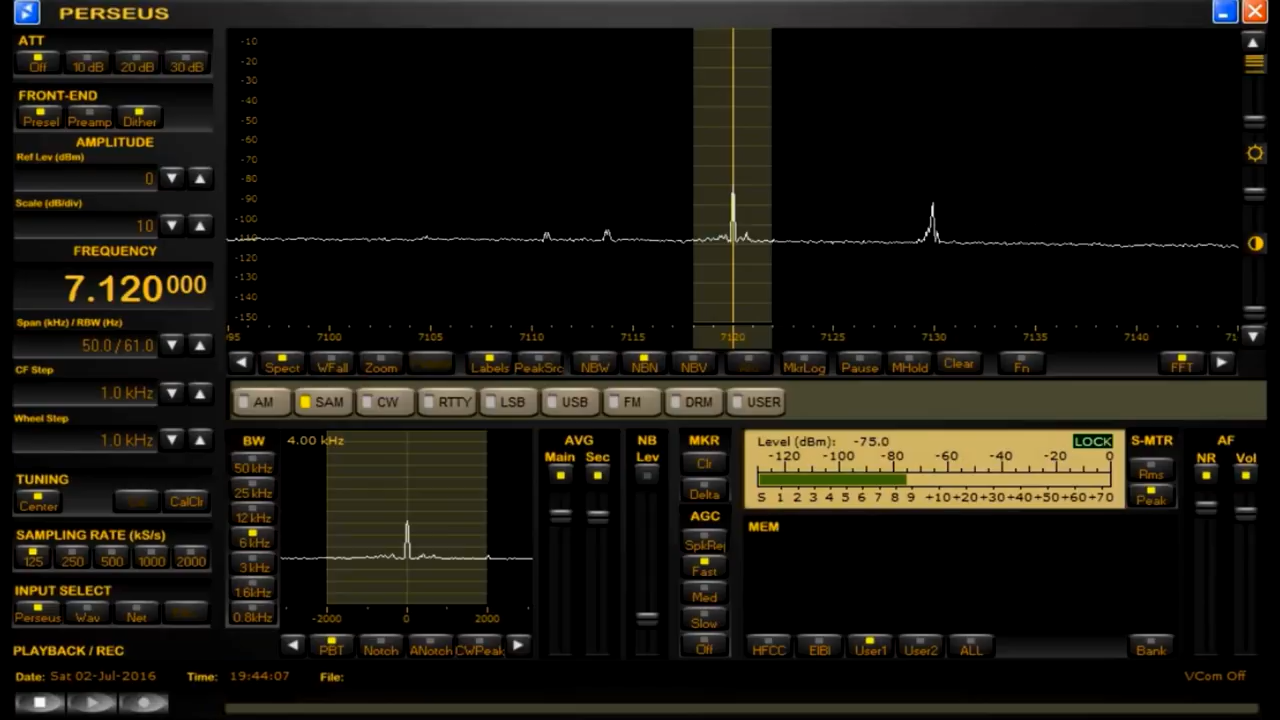 PERSEUS
ATT
Off 10 dB 20 dB 30 dB
FRONT-END
Presel Preamp Dither
AMPLITUDE
Ref Lev (dBm)
0
Scale (dB/div)
10
FREQUENCY
7.120 000
Span (kHz) / RBW (Hz)
50.0 / 61.0
CF Step
1.0 kHz
Wheel Step
1.0 kHz
TUNING
Center CalClr
SAMPLING RATE (kS/s)
125 250 500 1000 2000
INPUT SELECT
Perseus Wav Net
PLAYBACK / REC
-10
-20
-30
-40
-50
-60
-70
-80
-90
-100
-110
-120
-130
-140
-150
95 7100 7105 7110 7115 7120 7125 7130 7135 7140 71
Spect WFall Zoom Labels PeakSrc NBW NBN NBV MkrLog Pause MHold Clear Fn FFT
AM SAM CW RTTY LSB USB FM DRM USER
BW
50 kHz
25 kHz
12 kHz
6 kHz
3 kHz
1.6kHz
0.8kHz
4.00 kHz
-2000 0 2000
PBT Notch ANotch CWPeak
AVG
Main Sec
NB
Lev
MKR
Clr
Delta
AGC
SpkRej
Fast
Med
Slow
Off
Level (dBm): -75.0 LOCK
-120 -100 -80 -60 -40 -20 0
S 1 2 3 4 5 6 7 8 9 +10+20+30+40+50+60+70
S-MTR
Rms
Peak
AF
NR Vol
MEM
HFCC EIBI User1 User2 ALL Bank
Date: Sat 02-Jul-2016 Time: 19:44:07 File: VCom Off